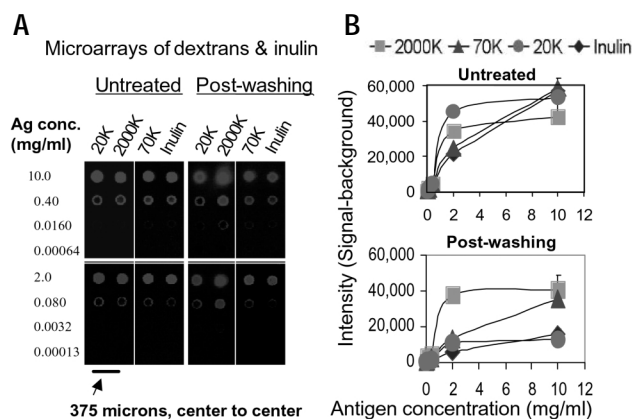 A
Microarrays of dextrans & inulin
Untreated Post-washing
Ag conc.
(mg/ml)
20K 2000K 70K Inulin 20K 2000K 70K Inulin
10.0
0.40
0.0160
0.00064
2.0
0.080
0.0032
0.00013
375 microns, center to center
B
2000K 70K 20K Inulin
Untreated
60,000
40,000
20,000
0
0 2 4 6 8 10 12
Post-washing
60,000
40,000
20,000
0
0 2 4 6 8 10 12
Intensity (Signal-background)
Antigen concentration (mg/ml)